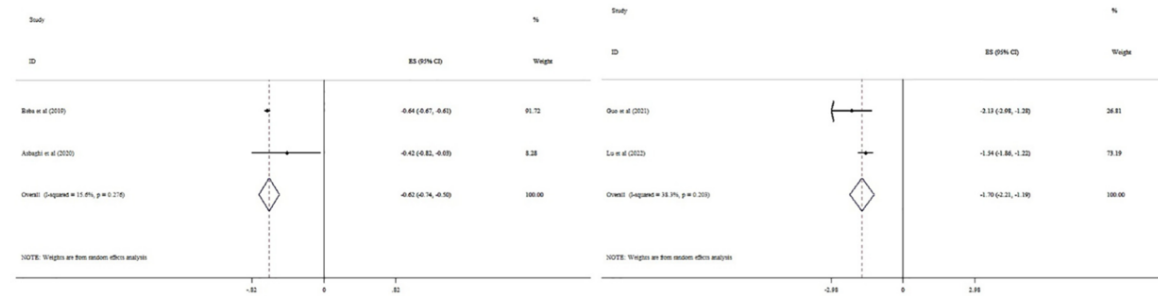 Study %
ID ES (95% CI) Weight
et al (2019) -0.64 (-0.67, -0.61) 91.72
Asbaghi et al (2020) -0.42 (-0.82, -0.03) 8.28
Overall (I-squared = 15.6%, p = 0.276) -0.62 (-0.74, -0.50) 100.00
NOTE: Weights are from random effects analysis
-.82 0 .82
Study %
ID ES (95% CI) Weight
Guo et al (2021) -2.13 (-2.98, -1.28) 26.81
Lu et al (2022) -1.54 (-1.86, -1.22) 73.19
Overall (I-squared = 38.3%, p = 0.203) -1.70 (-2.21, -1.19) 100.00
NOTE: Weights are from random effects analysis
-2.98 0 2.98